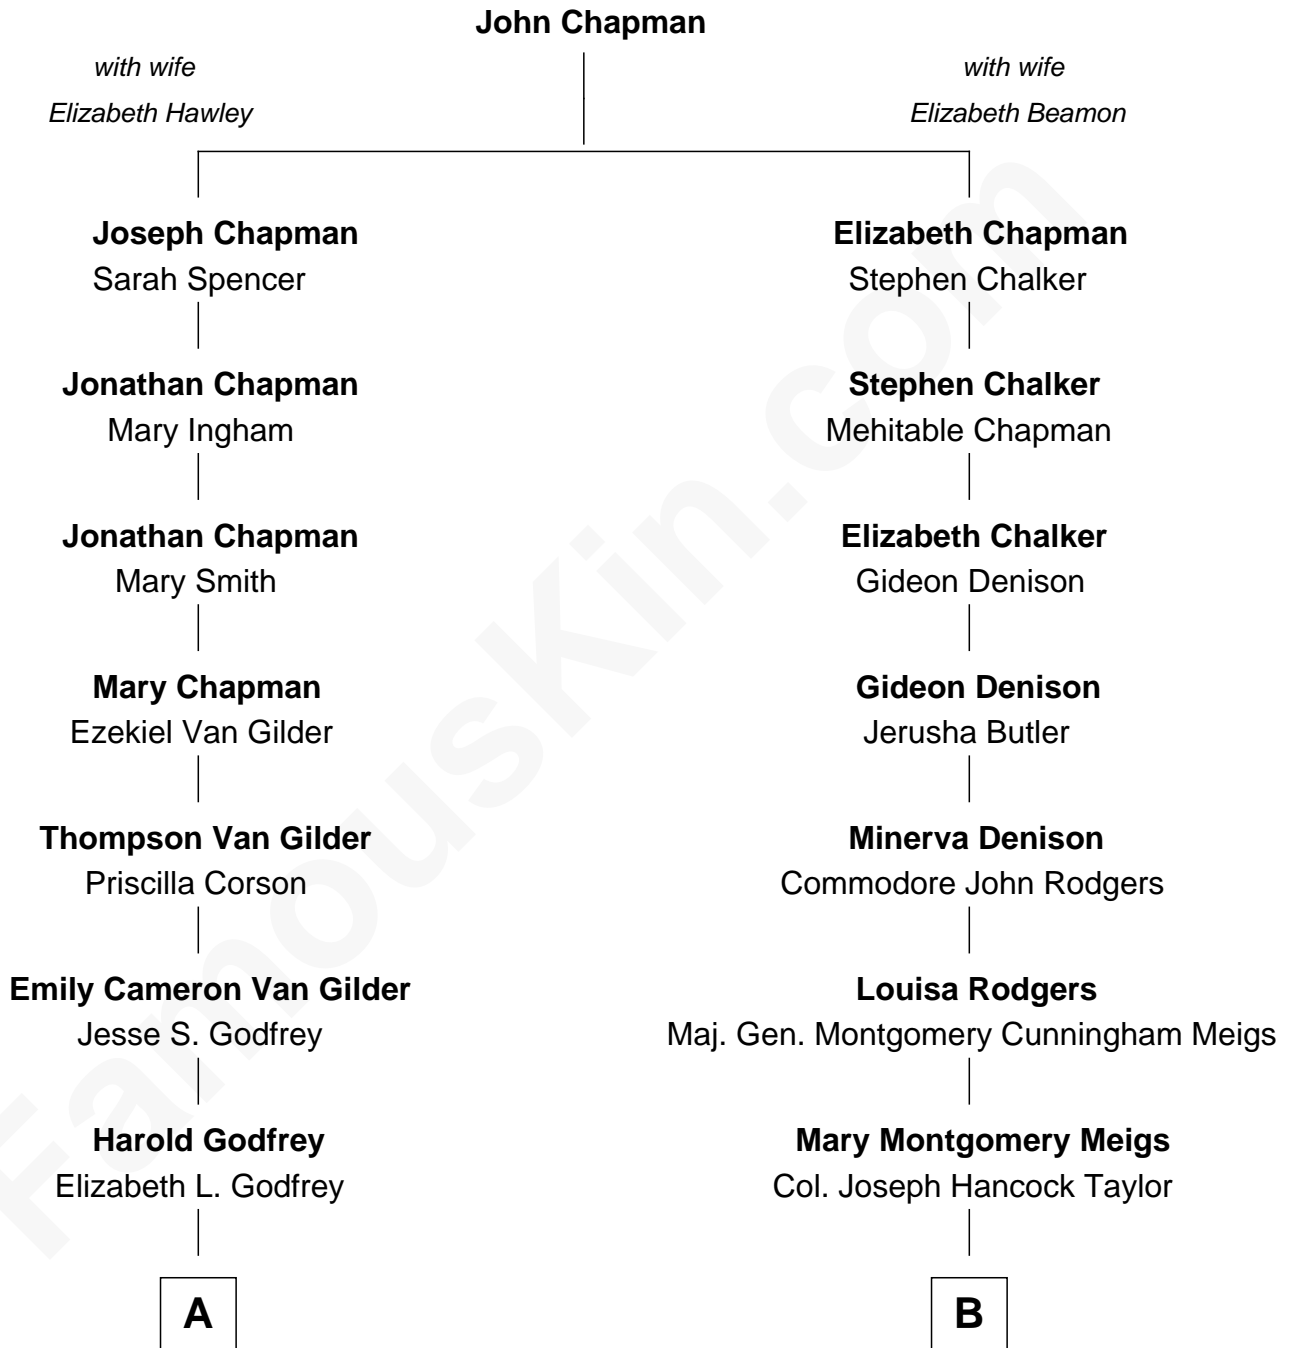 John Chapman
with wife
Elizabeth Hawley
with wife
Elizabeth Beamon
Joseph Chapman
Sarah Spencer
Elizabeth Chapman
Stephen Chalker
Jonathan Chapman
Mary Ingham
Stephen Chalker
Mehitable Chapman
Jonathan Chapman
Mary Smith
Elizabeth Chalker
Gideon Denison
Mary Chapman
Ezekiel Van Gilder
Gideon Denison
Jerusha Butler
Thompson Van Gilder
Priscilla Corson
Minerva Denison
Commodore John Rodgers
Emily Cameron Van Gilder
Jesse S. Godfrey
Louisa Rodgers
Maj. Gen. Montgomery Cunningham Meigs
Harold Godfrey
Elizabeth L. Godfrey
Mary Montgomery Meigs
Col. Joseph Hancock Taylor
A
B
FamousKin.com